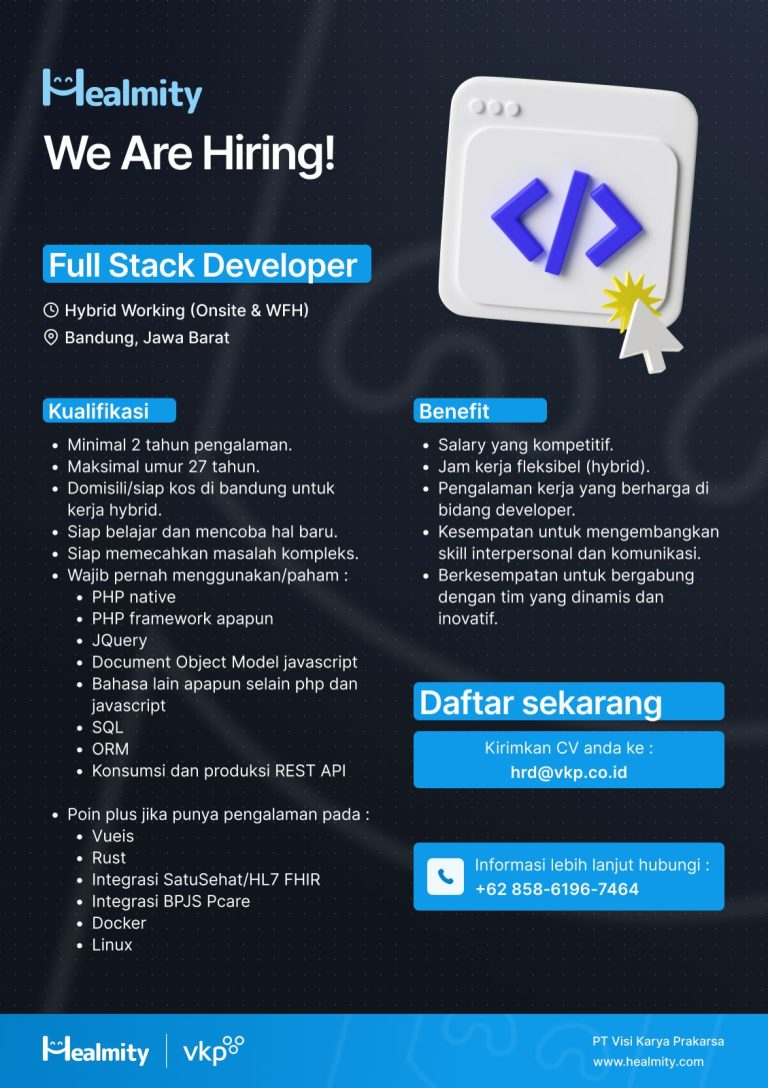 Healmity
We Are Hiring!
Full Stack Developer
Hybrid Working (Onsite & WFH)
Bandung, Jawa Barat
Kualifikasi
• Minimal 2 tahun pengalaman.
• Maksimal umur 27 tahun.
• Domisili/siap kos di bandung untuk
kerja hybrid.
• Siap belajar dan mencoba hal baru.
• Siap memecahkan masalah kompleks.
• Wajib pernah menggunakan/paham :
• PHP native
• PHP framework apapun
• JQuery
• Document Object Model javascript
• Bahasa lain apapun selain php dan
javascript
• SQL
• ORM
• Konsumsi dan produksi REST API
• Poin plus jika punya pengalaman pada :
• Vuejs
• Rust
• Integrasi SatuSehat/HL7 FHIR
• Integrasi BPJS Pcare
• Docker
• Linux
Benefit
• Salary yang kompetitif.
• Jam kerja fleksibel (hybrid).
• Pengalaman kerja yang berharga di
bidang developer.
• Kesempatan untuk mengembangkan
skill interpersonal dan komunikasi.
• Berkesempatan untuk bergabung
dengan tim yang dinamis dan
inovatif.
Daftar sekarang
Kirimkan CV anda ke :
hrd@vkp.co.id
Informasi lebih lanjut hubungi :
+62 858-6196-7464
Healmity
vkp
PT Visi Karya Prakarsa
www.healmity.com